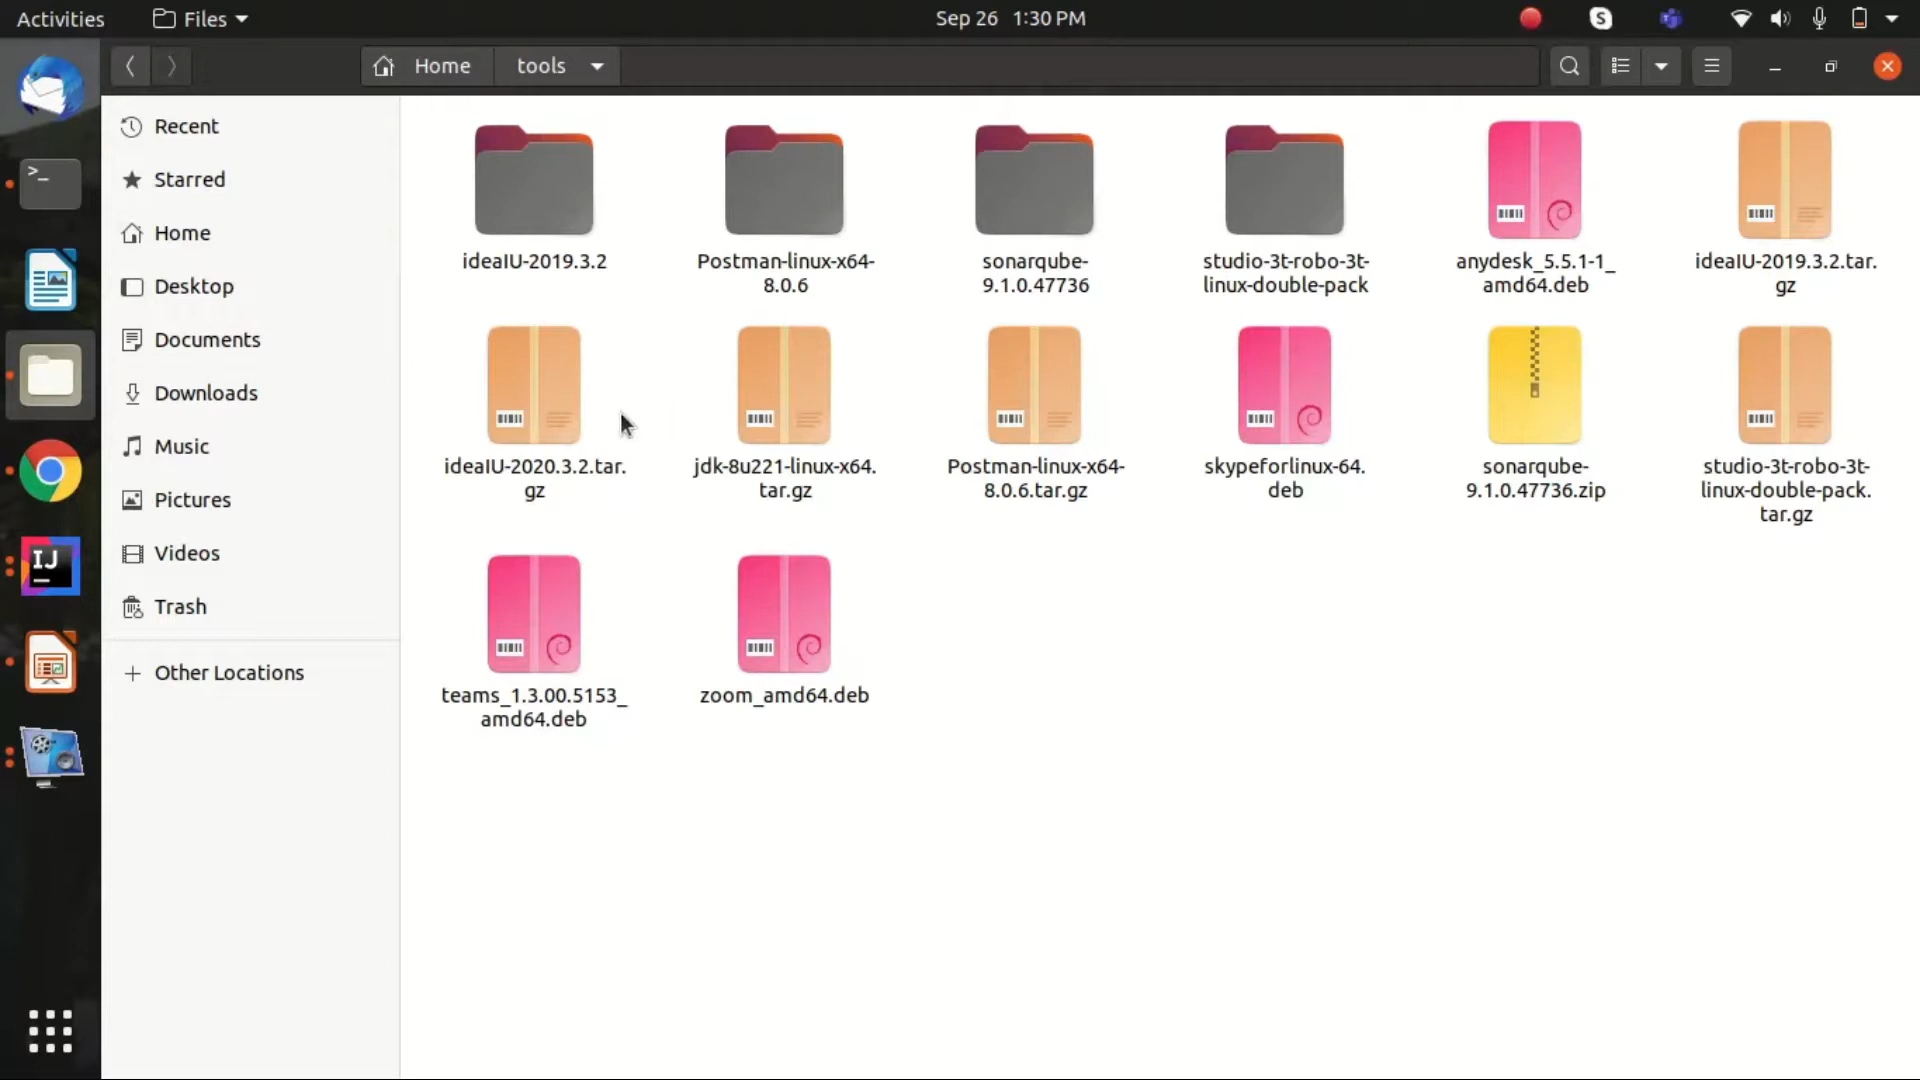 Activities
Files
Sep 26 1:30 PM
Home
tools
Recent
Starred
Home
Desktop
Documents
Downloads
Music
Pictures
Videos
Trash
Other Locations
ideaIU-2019.3.2
Postman-linux-x64-
8.0.6
sonarqube-
9.1.0.47736
studio-3t-robo-3t-
linux-double-pack
anydesk_5.5.1-1_
amd64.deb
ideaIU-2019.3.2.tar.
gz
ideaIU-2020.3.2.tar.
gz
jdk-8u221-linux-x64.
tar.gz
Postman-linux-x64-
8.0.6.tar.gz
skypeforlinux-64.
deb
sonarqube-
9.1.0.47736.zip
studio-3t-robo-3t-
linux-double-pack.
tar.gz
teams_1.3.00.5153_
amd64.deb
zoom_amd64.deb
IJ